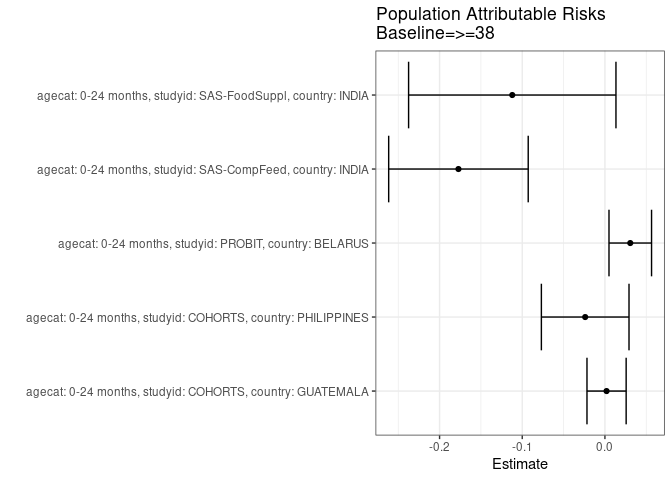 Population Attributable Risks
Baseline=>=38
agecat: 0-24 months, studyid: SAS-FoodSuppl, country: INDIA
agecat: 0-24 months, studyid: SAS-CompFeed, country: INDIA
agecat: 0-24 months, studyid: PROBIT, country: BELARUS
agecat: 0-24 months, studyid: COHORTS, country: PHILIPPINES
agecat: 0-24 months, studyid: COHORTS, country: GUATEMALA
-0.2 -0.1 0.0
Estimate